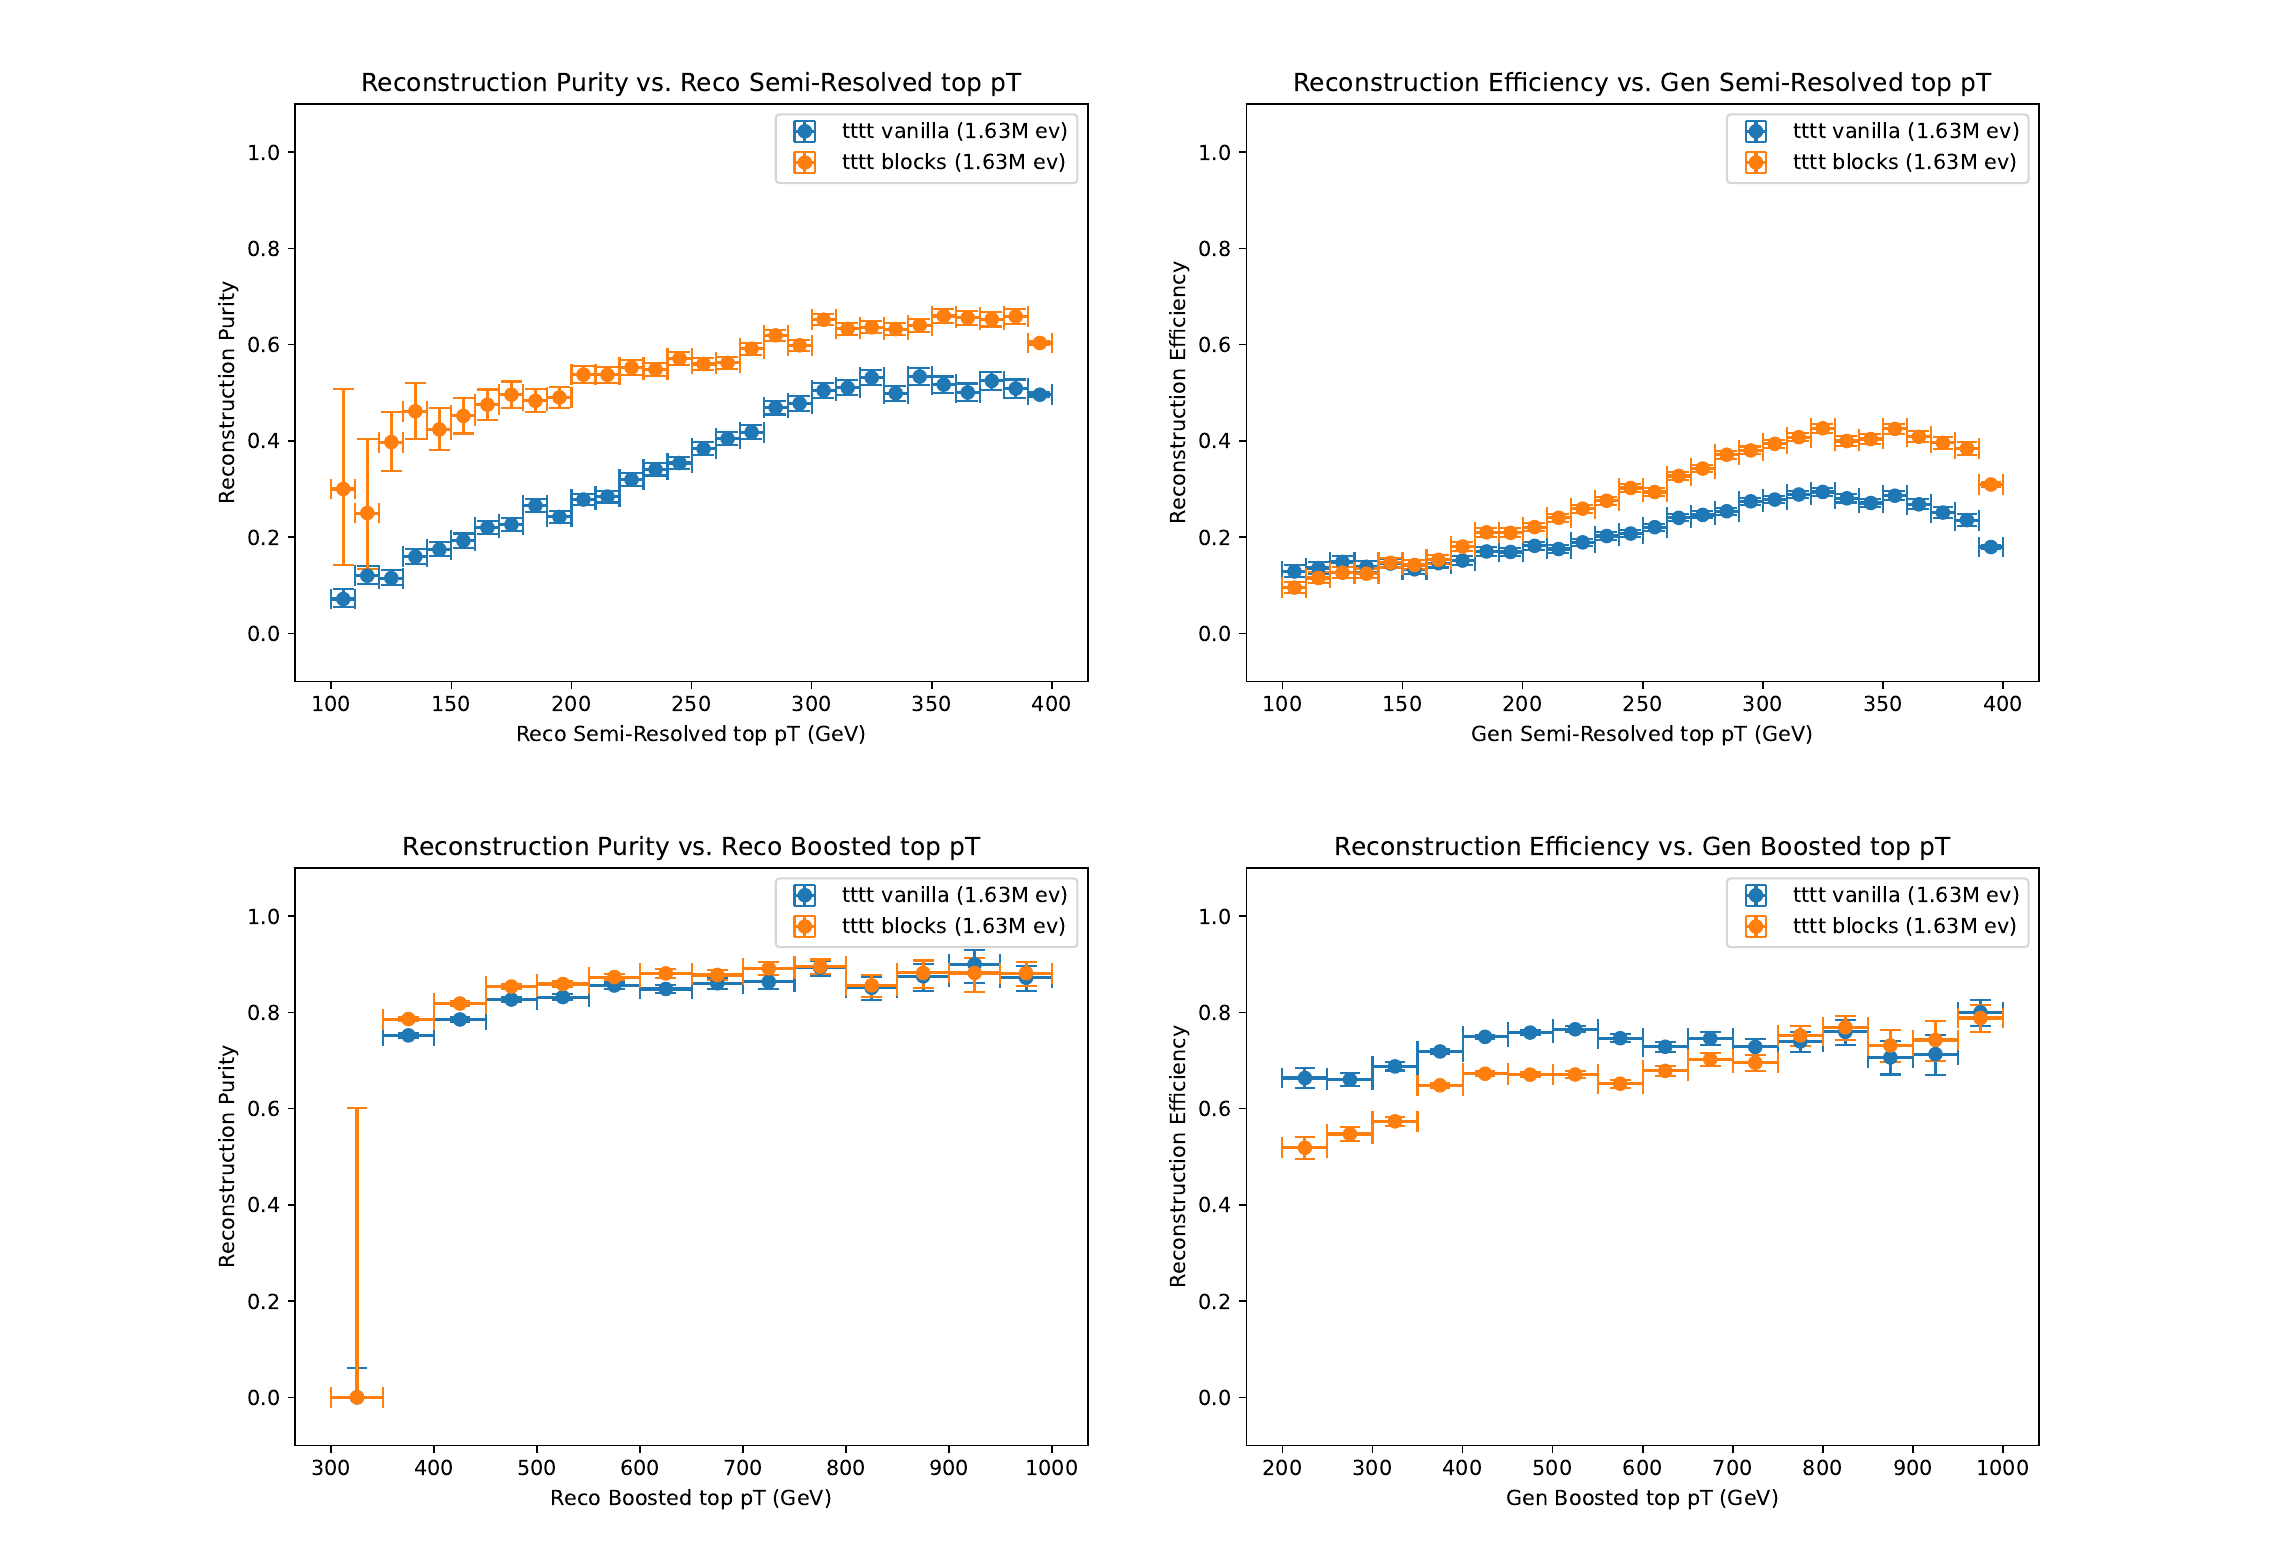 Reconstruction Purity vs. Reco Semi-Resolved top pT
tttt vanilla (1.63M ev)
tttt blocks (1.63M ev)
Reconstruction Purity
1.0
0.8
0.6
0.4
0.2
0.0
100 150 200 250 300 350 400
Reco Semi-Resolved top pT (GeV)
Reconstruction Efficiency vs. Gen Semi-Resolved top pT
tttt vanilla (1.63M ev)
tttt blocks (1.63M ev)
Reconstruction Efficiency
1.0
0.8
0.6
0.4
0.2
0.0
100 150 200 250 300 350 400
Gen Semi-Resolved top pT (GeV)
Reconstruction Purity vs. Reco Boosted top pT
tttt vanilla (1.63M ev)
tttt blocks (1.63M ev)
Reconstruction Purity
1.0
0.8
0.6
0.4
0.2
0.0
300 400 500 600 700 800 900 1000
Reco Boosted top pT (GeV)
Reconstruction Efficiency vs. Gen Boosted top pT
tttt vanilla (1.63M ev)
tttt blocks (1.63M ev)
Reconstruction Efficiency
1.0
0.8
0.6
0.4
0.2
0.0
200 300 400 500 600 700 800 900 1000
Gen Boosted top pT (GeV)